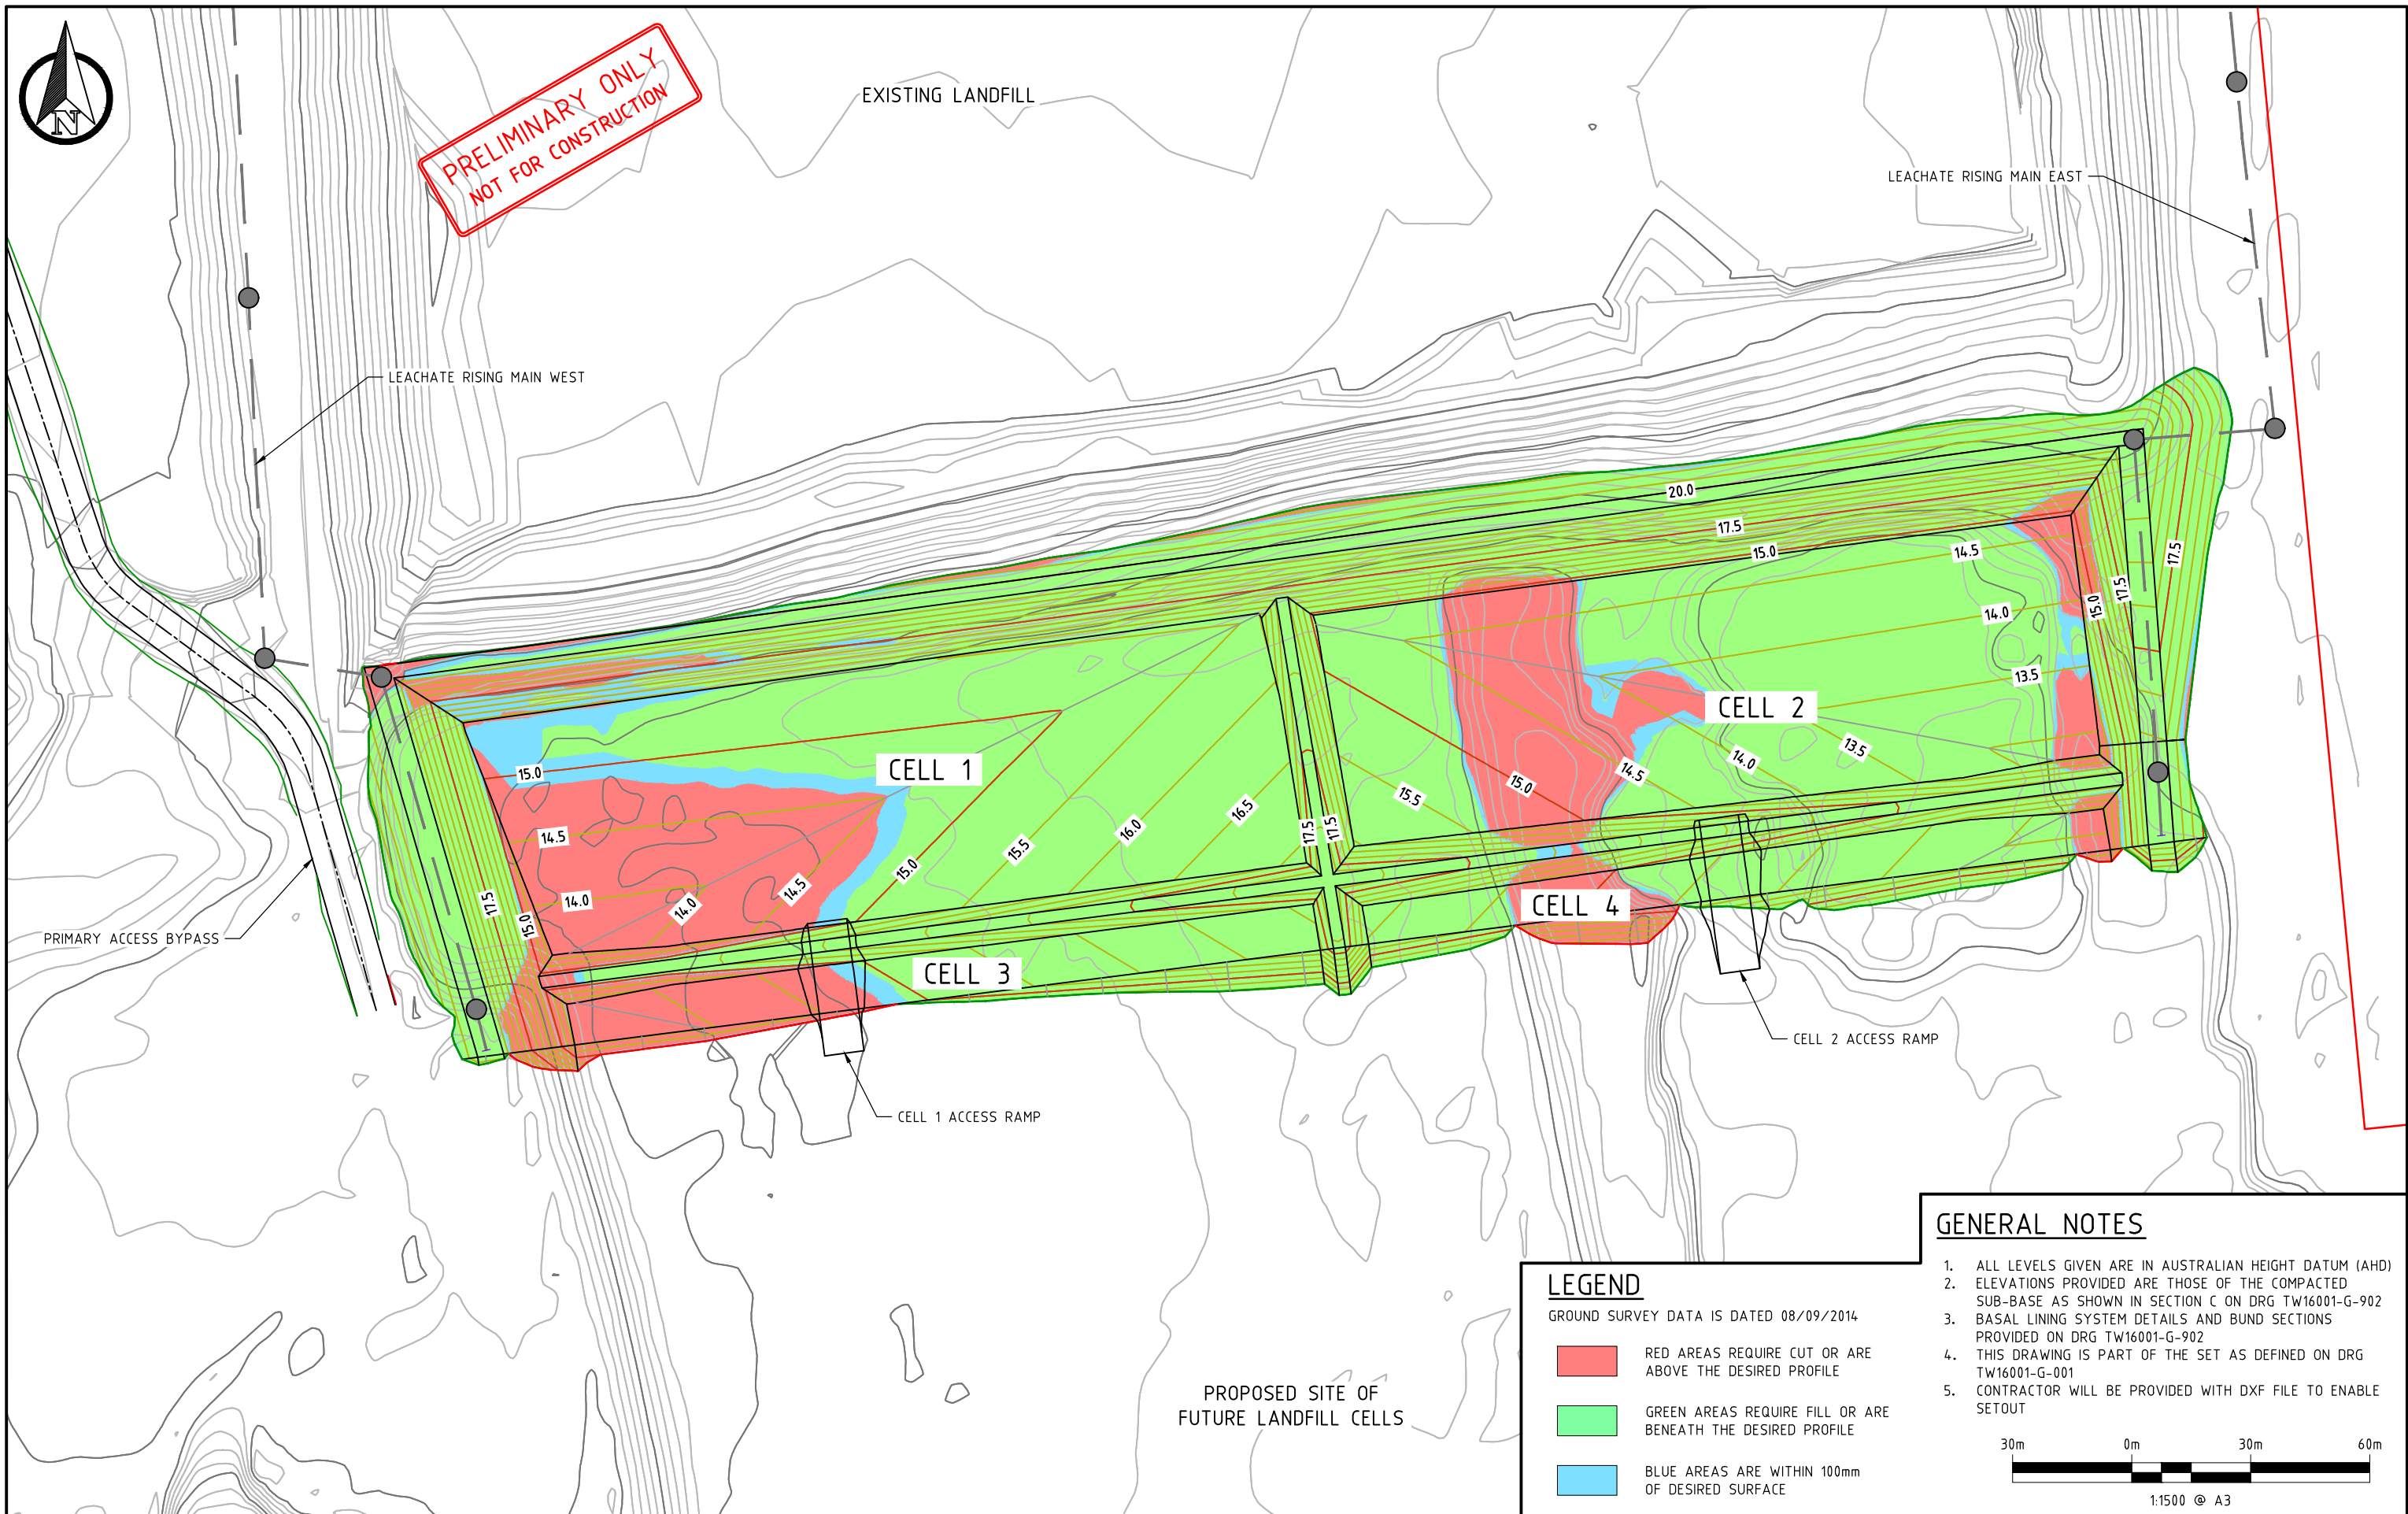 N
PRELIMINARY ONLY
NOT FOR CONSTRUCTION
EXISTING LANDFILL
LEACHATE RISING MAIN EAST
LEACHATE RISING MAIN WEST
20.0
17.5
15.0
14.5
14.0
13.5
15.0
17.5
17.5
CELL 2
13.5
14.0
14.5
15.0
15.5
CELL 1
15.0
14.5
14.0
14.0
14.5
15.0
15.5
16.0
16.5
17.5
17.5
17.5
15.0
CELL 4
CELL 3
PRIMARY ACCESS BYPASS
CELL 2 ACCESS RAMP
CELL 1 ACCESS RAMP
PROPOSED SITE OF
FUTURE LANDFILL CELLS
LEGEND
GROUND SURVEY DATA IS DATED 08/09/2014
RED AREAS REQUIRE CUT OR ARE
ABOVE THE DESIRED PROFILE
GREEN AREAS REQUIRE FILL OR ARE
BENEATH THE DESIRED PROFILE
BLUE AREAS ARE WITHIN 100mm
OF DESIRED SURFACE
GENERAL NOTES
1. ALL LEVELS GIVEN ARE IN AUSTRALIAN HEIGHT DATUM (AHD)
2. ELEVATIONS PROVIDED ARE THOSE OF THE COMPACTED
SUB-BASE AS SHOWN IN SECTION C ON DRG TW16001-G-902
3. BASAL LINING SYSTEM DETAILS AND BUND SECTIONS
PROVIDED ON DRG TW16001-G-902
4. THIS DRAWING IS PART OF THE SET AS DEFINED ON DRG
TW16001-G-001
5. CONTRACTOR WILL BE PROVIDED WITH DXF FILE TO ENABLE
SETOUT
30m 0m 30m 60m
1:1500 @ A3